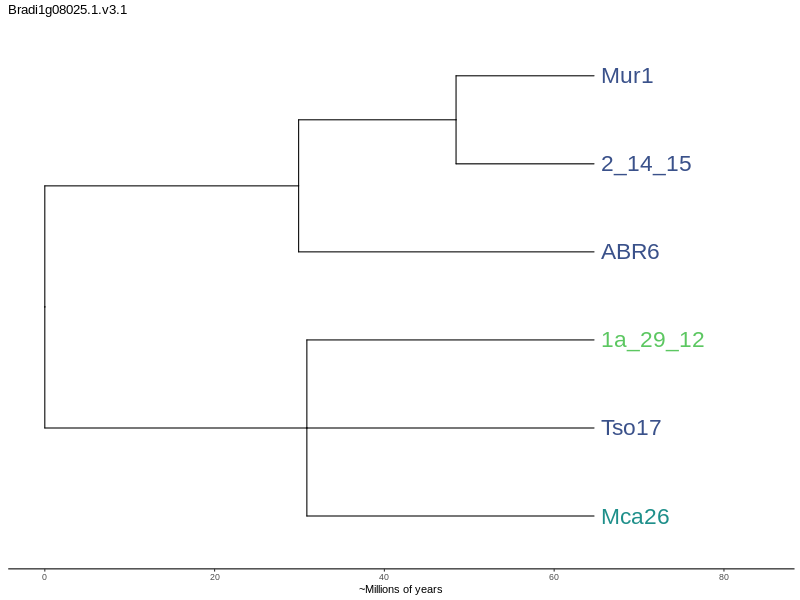 Bradi1g08025.1.v3.1
Mur1
2_14_15
ABR6
1a_29_12
Tso17
Mca26
0 20 40 60 80
~Millions of years